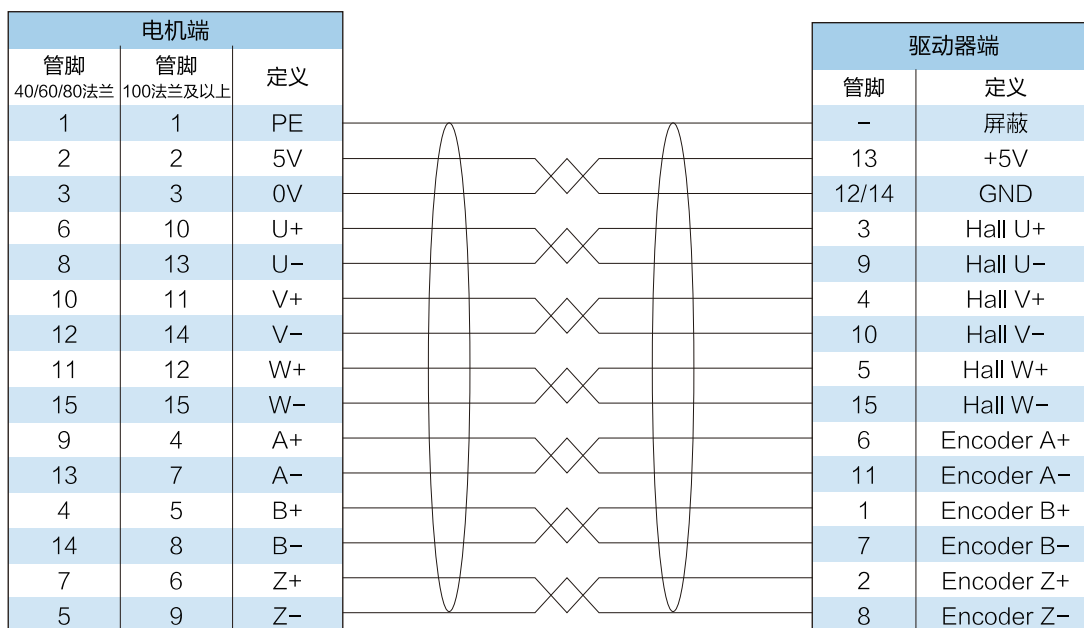 电机端
管脚 管脚 定义
40/60/80法兰 100法兰及以上
1 1 PE
2 2 5V
3 3 0V
6 10 U+
8 13 U-
10 11 V+
12 14 V-
11 12 W+
15 15 W-
9 4 A+
13 7 A-
4 5 B+
14 8 B-
7 6 Z+
5 9 Z-
驱动器端
管脚 定义
- 屏蔽
13 +5V
12/14 GND
3 Hall U+
9 Hall U-
4 Hall V+
10 Hall V-
5 Hall W+
15 Hall W-
6 Encoder A+
11 Encoder A-
1 Encoder B+
7 Encoder B-
2 Encoder Z+
8 Encoder Z-